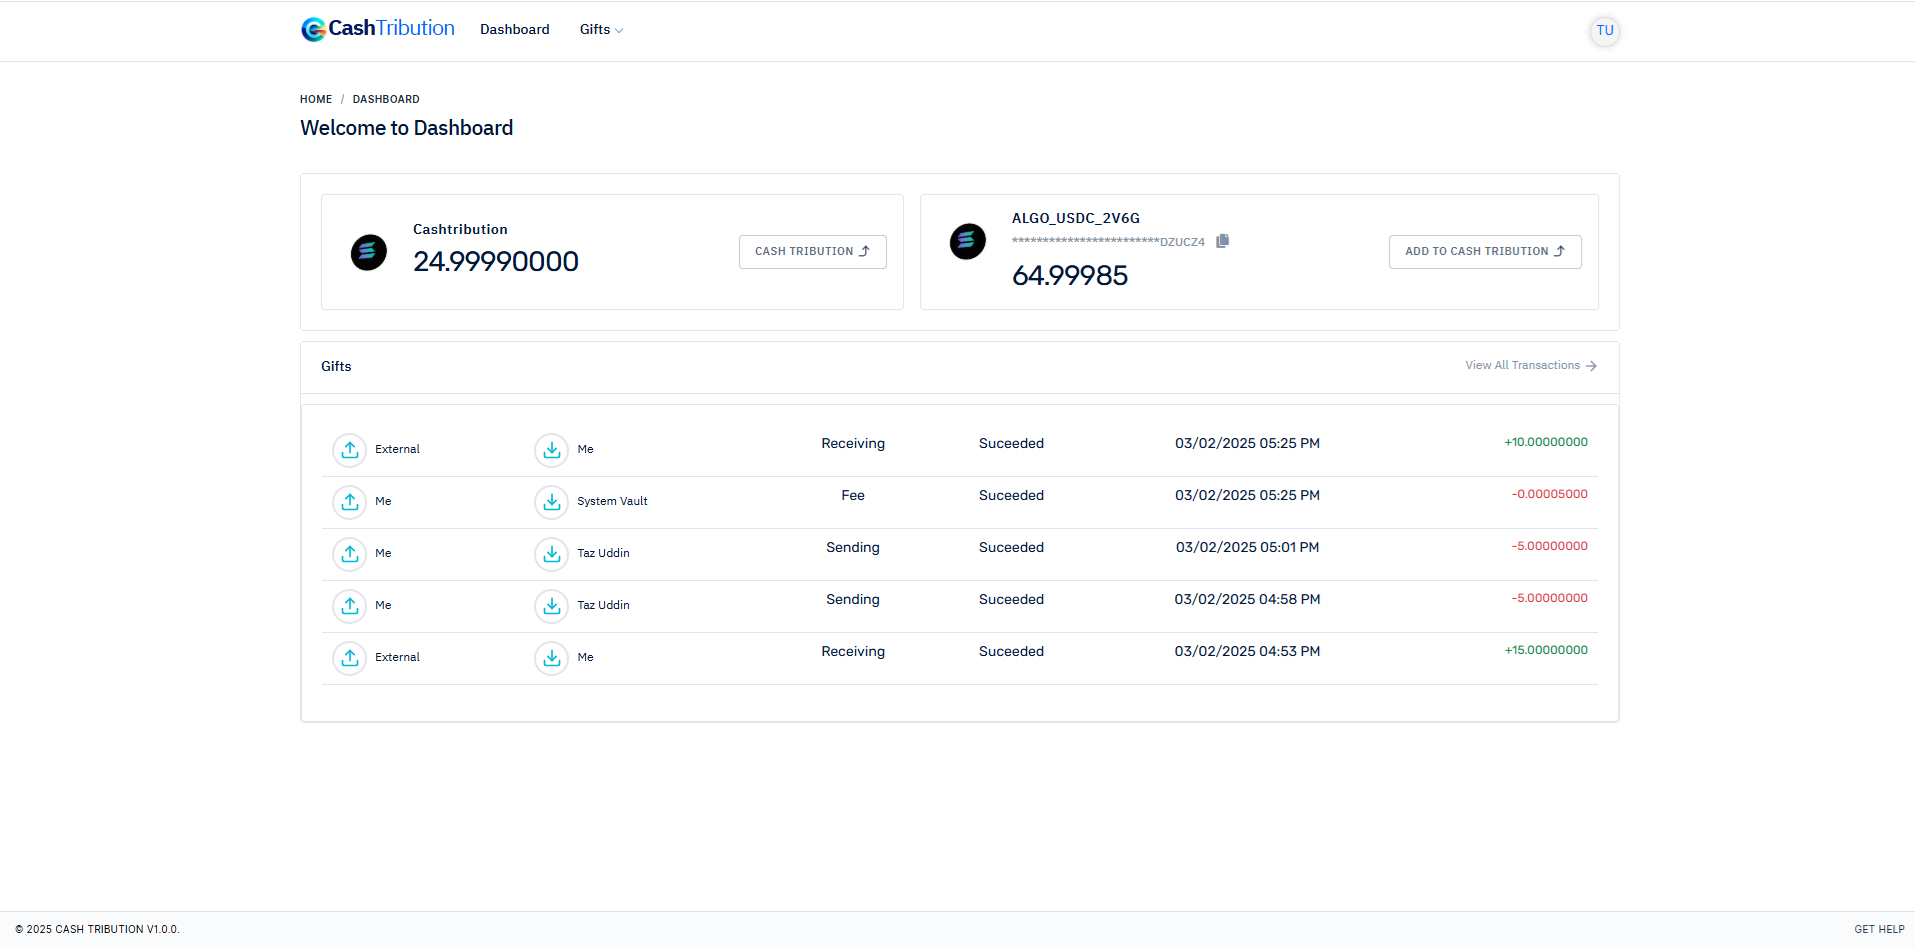 CashTribution Dashboard Gifts TU
HOME / DASHBOARD
Welcome to Dashboard
Cashtribution
24.99990000
CASH TRIBUTION
ALGO_USDC_2V6G
************************DZUCZ4
64.99985
ADD TO CASH TRIBUTION
Gifts View All Transactions
External Me Receiving Suceeded 03/02/2025 05:25 PM +10.00000000
Me System Vault Fee Suceeded 03/02/2025 05:25 PM -0.00005000
Me Taz Uddin Sending Suceeded 03/02/2025 05:01 PM -5.00000000
Me Taz Uddin Sending Suceeded 03/02/2025 04:58 PM -5.00000000
External Me Receiving Suceeded 03/02/2025 04:53 PM +15.00000000
© 2025 CASH TRIBUTION V1.0.0. GET HELP